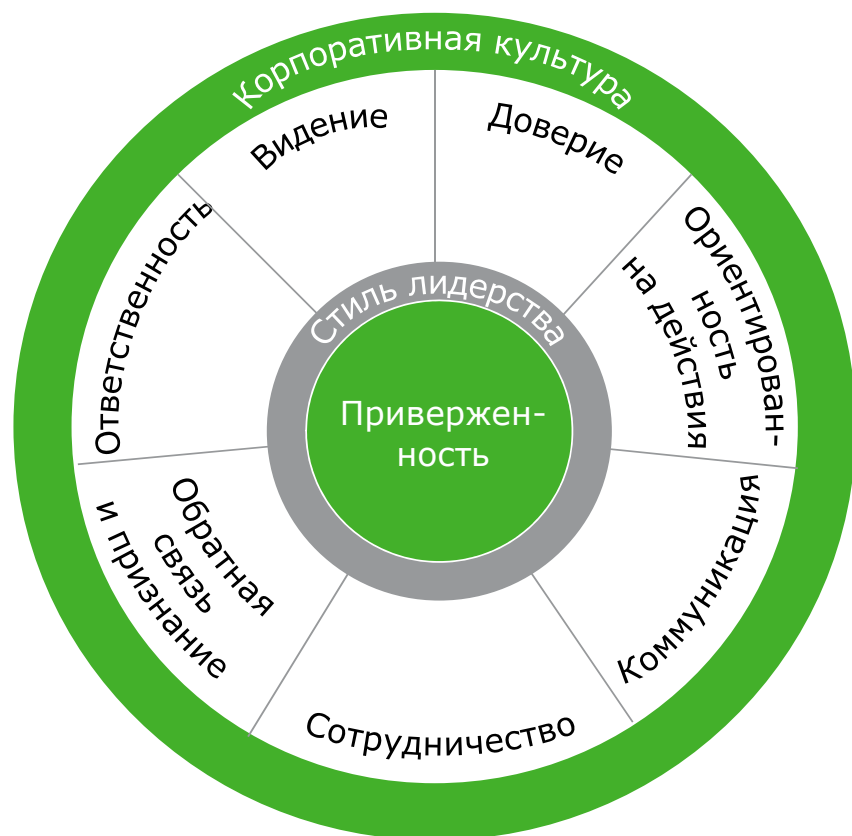 Корпоративная культура
Видение
Доверие
Ориентирован-
ность
на действия
Коммуникация
Сотрудничество
Обратная
связь
и признание
Ответственность
Стиль лидерства
Привержен-
ность